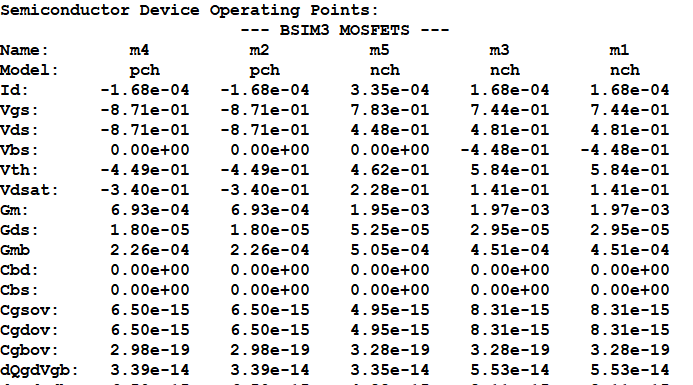 Semiconductor Device Operating Points:
--- BSIM3 MOSFETS ---
Name: m4 m2 m5 m3 m1
Model: pch pch nch nch nch
Id: -1.68e-04 -1.68e-04 3.35e-04 1.68e-04 1.68e-04
Vgs: -8.71e-01 -8.71e-01 7.83e-01 7.44e-01 7.44e-01
Vds: -8.71e-01 -8.71e-01 4.48e-01 4.81e-01 4.81e-01
Vbs: 0.00e+00 0.00e+00 0.00e+00 -4.48e-01 -4.48e-01
Vth: -4.49e-01 -4.49e-01 4.62e-01 5.84e-01 5.84e-01
Vdsat: -3.40e-01 -3.40e-01 2.28e-01 1.41e-01 1.41e-01
Gm: 6.93e-04 6.93e-04 1.95e-03 1.97e-03 1.97e-03
Gds: 1.80e-05 1.80e-05 5.25e-05 2.95e-05 2.95e-05
Gmb 2.26e-04 2.26e-04 5.05e-04 4.51e-04 4.51e-04
Cbd: 0.00e+00 0.00e+00 0.00e+00 0.00e+00 0.00e+00
Cbs: 0.00e+00 0.00e+00 0.00e+00 0.00e+00 0.00e+00
Cgsov: 6.50e-15 6.50e-15 4.95e-15 8.31e-15 8.31e-15
Cgdov: 6.50e-15 6.50e-15 4.95e-15 8.31e-15 8.31e-15
Cgbov: 2.98e-19 2.98e-19 3.28e-19 3.28e-19 3.28e-19
dQgdVgb: 3.39e-14 3.39e-14 3.35e-14 5.53e-14 5.53e-14